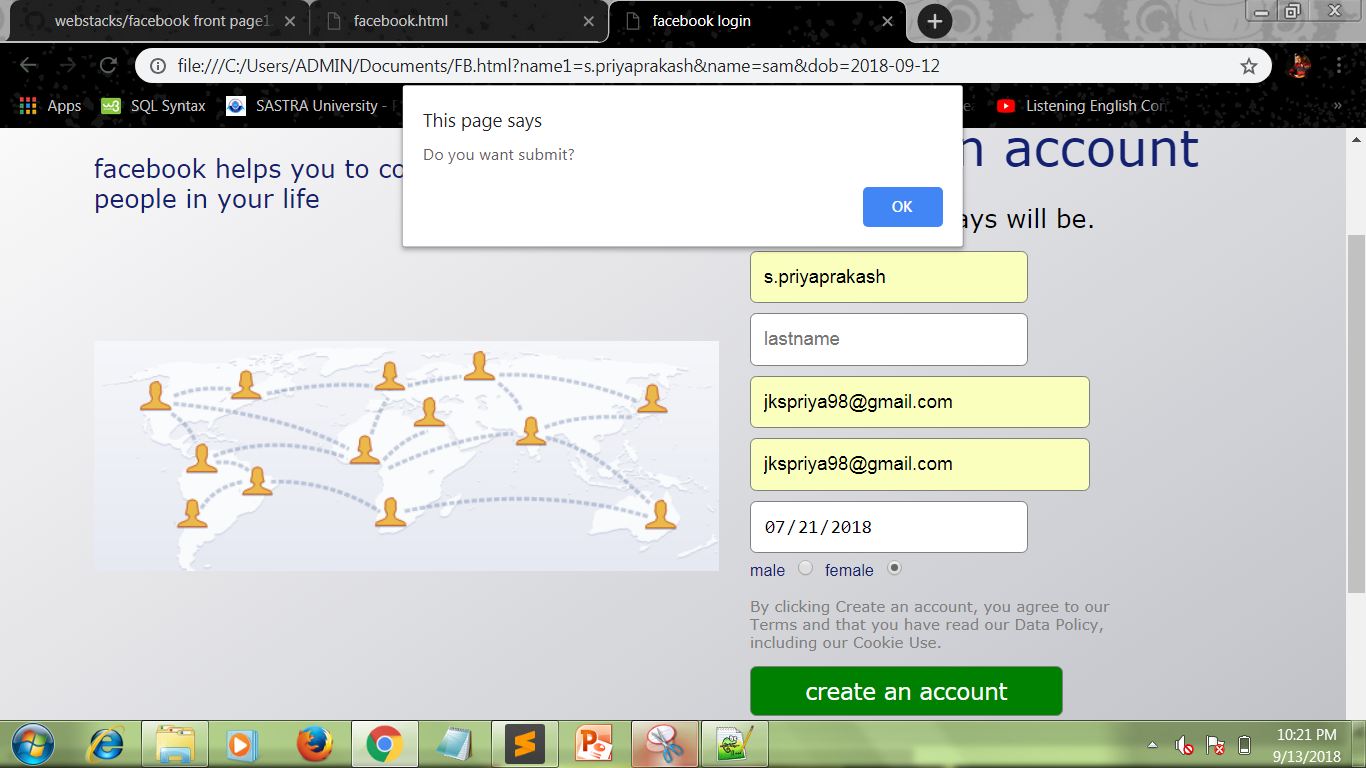 webstacks/facebook front page1
facebook.html
facebook login
file:///C:/Users/ADMIN/Documents/FB.html?name1=s.priyaprakash&name=sam&dob=2018-09-12
Apps
SQL Syntax
SASTRA University -
Listening English Con
»
This page says
Do you want submit?
OK
facebook helps you to co
people in your life
n account
ays will be.
s.priyaprakash
lastname
jkspriya98@gmail.com
jkspriya98@gmail.com
07/21/2018
male female
By clicking Create an account, you agree to our
Terms and that you have read our Data Policy,
including our Cookie Use.
create an account
10:21 PM
9/13/2018